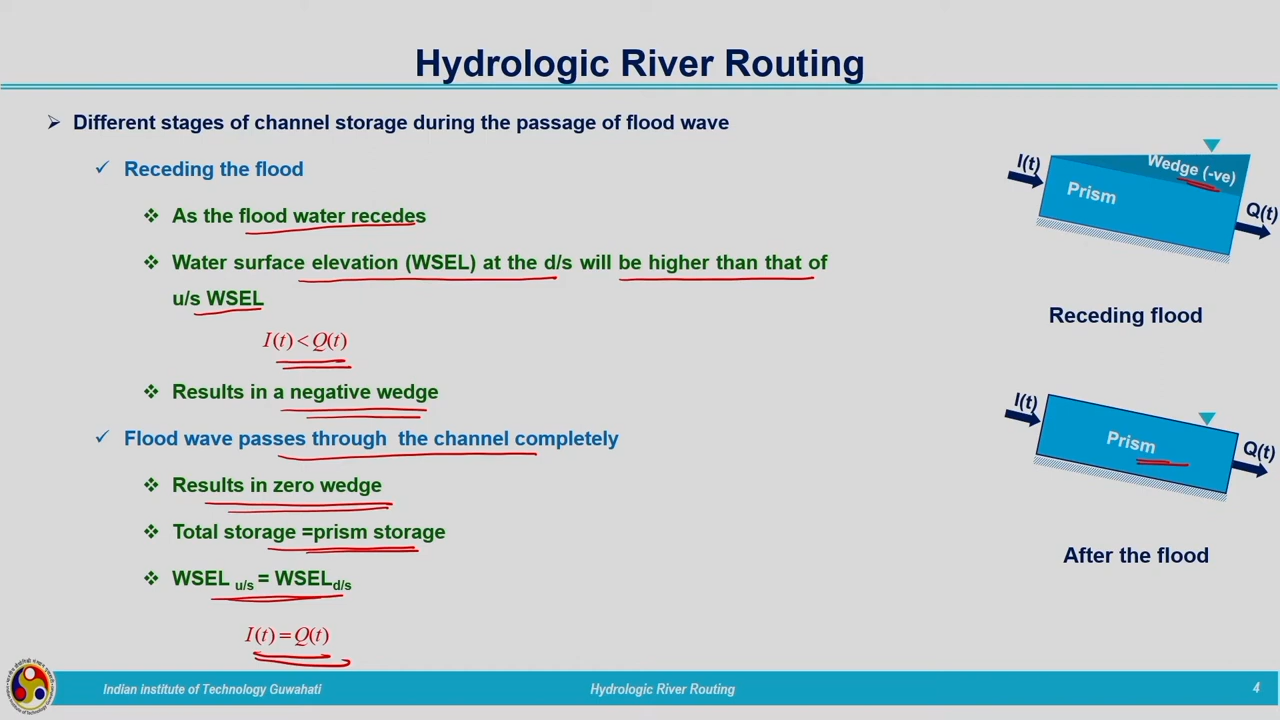 Hydrologic River Routing
Different stages of channel storage during the passage of flood wave
Receding the flood
As the flood water recedes
Water surface elevation (WSEL) at the d/s will be higher than that of
u/s WSEL
I(t) < Q(t)
Results in a negative wedge
Flood wave passes through the channel completely
Results in zero wedge
Total storage =prism storage
WSEL u/s = WSELd/s
I(t) = Q(t)
I(t)
Wedge (-ve)
Prism
Q(t)
Receding flood
I(t)
Prism
Q(t)
After the flood
Indian institute of Technology Guwahati
Hydrologic River Routing
4